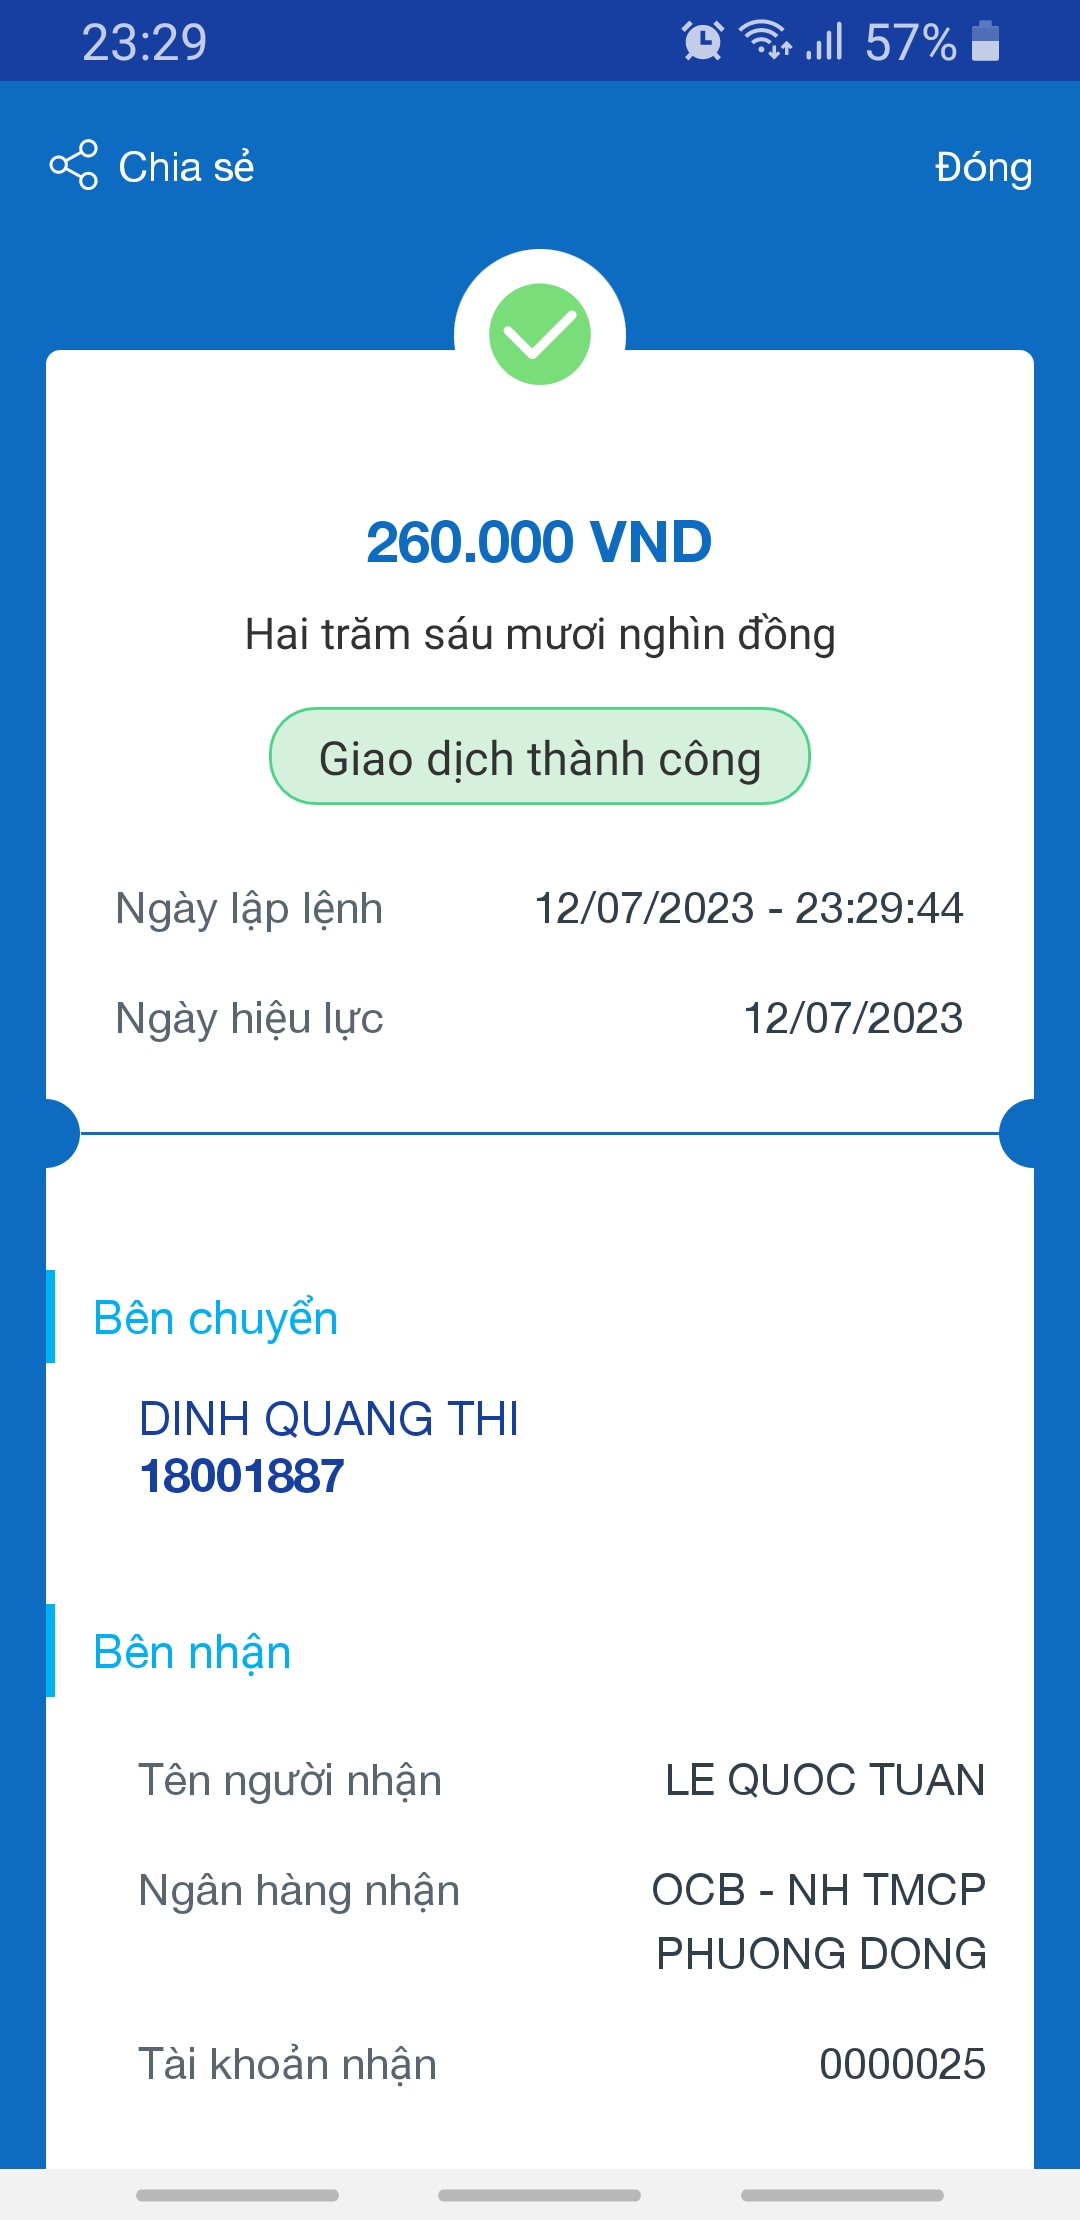 23:29
57%
Chia sẻ
Đóng
260.000 VND
Hai trăm sáu mươi nghìn đồng
Giao dịch thành công
Ngày lập lệnh 12/07/2023 - 23:29:44
Ngày hiệu lực 12/07/2023
Bên chuyển
DINH QUANG THI
18001887
Bên nhận
Tên người nhận LE QUOC TUAN
Ngân hàng nhận OCB - NH TMCP
PHUONG DONG
Tài khoản nhận 0000025